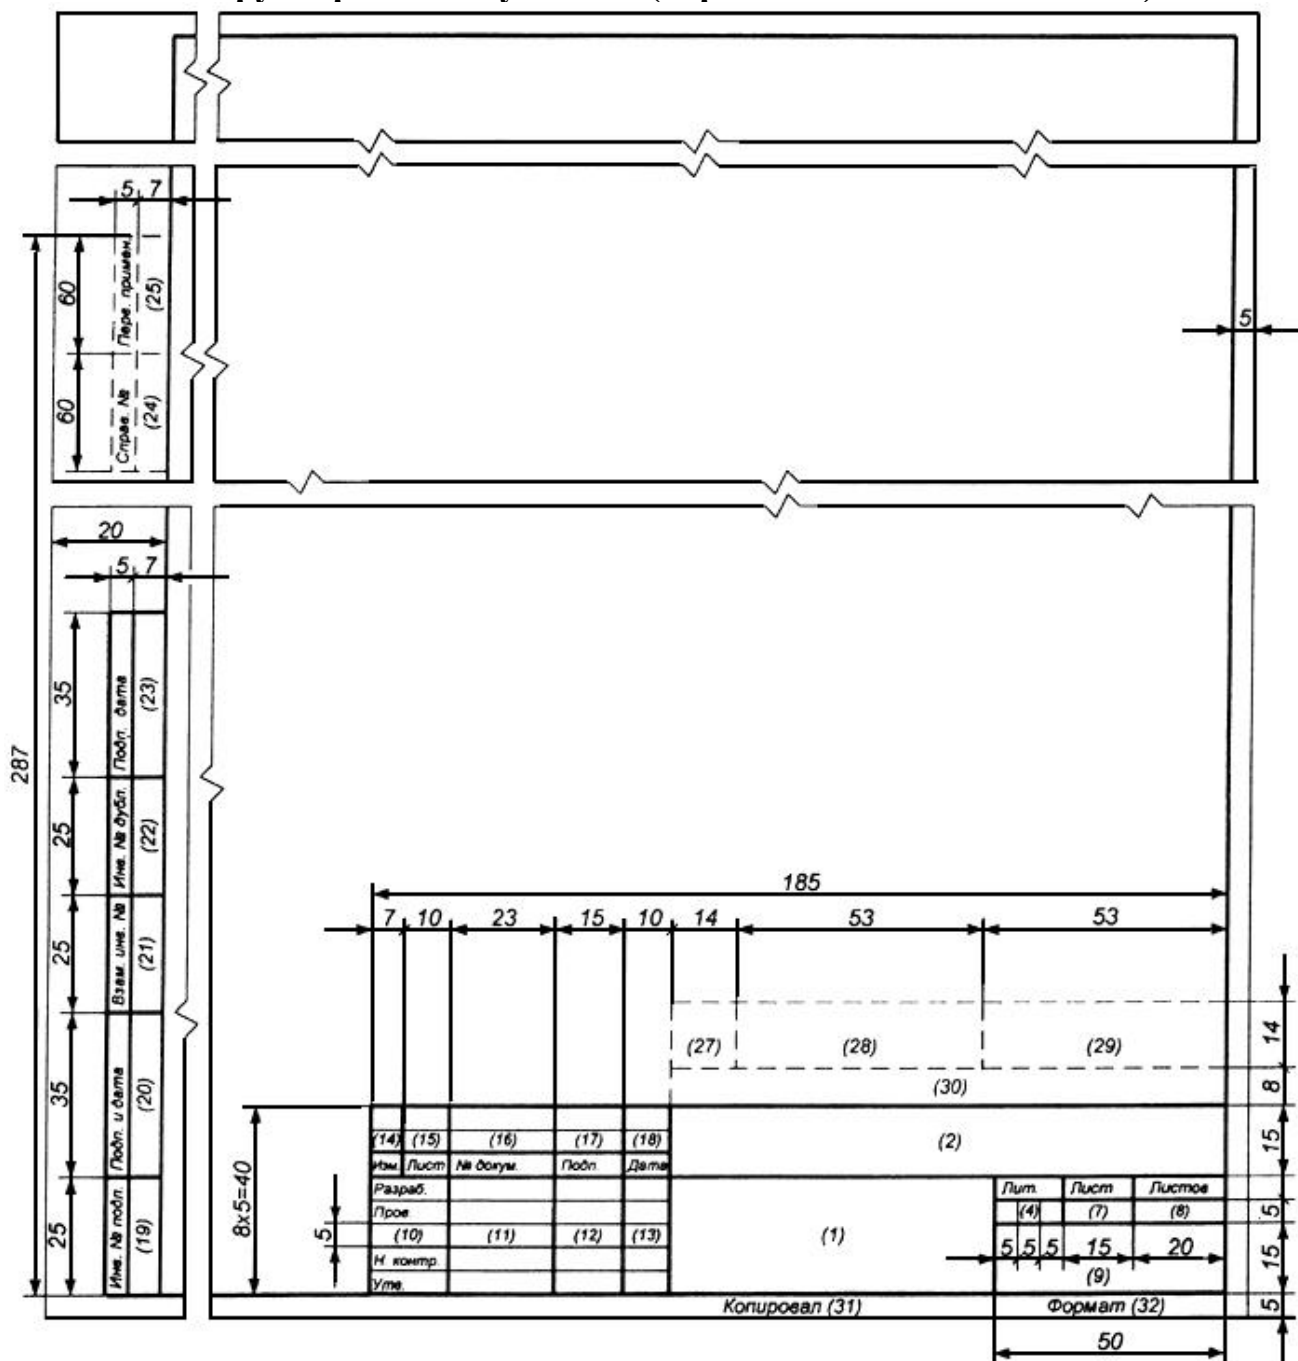 5 7
60
Перв. примен.
(25)
5
60
Справ. №
(24)
20
5 7
287
35
Подп. дата
(23)
25
Инв. № дубл.
(22)
25
Взам. инв. №
(21)
35
Подп. и дата
(20)
25
Инв. № подл.
(19)
185
7 10 23 15 10 14 53 53
(27) (28) (29)
14
(30)
8
8x5=40
(14) (15) (16) (17) (18)
(2)
15
Изм. Лист № докум. Подп. Дата
Разраб.
Лит. Лист Листов
Пров
(4) (7) (8)
5
5
(10) (11) (12) (13)
(1)
5 5 5 15 20
15
Н. контр.
(9)
Утв.
Копировал (31) Формат (32)
5
50